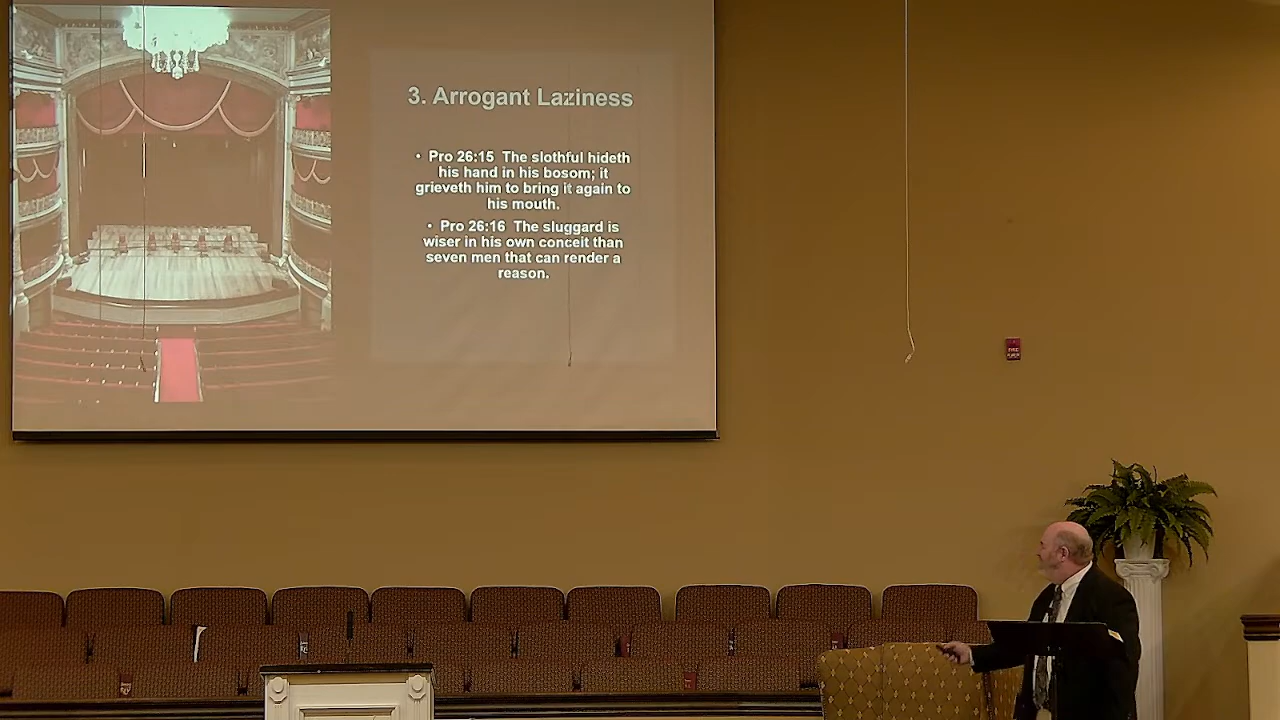 3. Arrogant Laziness
• Pro 26:15 The slothful hideth
his hand in his bosom; it
grieveth him to bring it again to
his mouth.
• Pro 26:16 The sluggard is
wiser in his own conceit than
seven men that can render a
reason.
FIRE